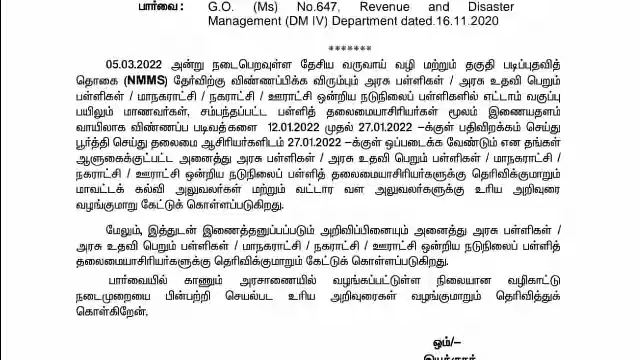 பார்வை : G.O. (Ms) No.647, Revenue and Disaster
Management (DM IV) Department dated.16.11.2020
*******
05.03.2022 அன்று நடைபெறவுள்ள தேசிய வருவாய் வழி மற்றும் தகுதி படிப்புதவித்
தொகை (NMMS) தேர்விற்கு விண்ணப்பிக்க விரும்பும் அரசு பள்ளிகள் / அரசு உதவி பெறும்
பள்ளிகள் / மாநகராட்சி / நகராட்சி / ஊராட்சி ஒன்றிய நடுநிலைப் பள்ளிகளில் எட்டாம் வகுப்பு
பயிலும் மாணவர்கள், சம்பந்தப்பட்ட பள்ளித் தலைமையாசிரியர்கள் மூலம் இணையதளம்
வாயிலாக விண்ணப்ப படிவத்களை 12.01.2022 முதல் 27.01.2022 –க்குள் பதிவிறக்கம் செய்து
பூர்த்தி செய்து தலைமை ஆசிரியர்களிடம் 27.01.2022 –க்குள் ஒப்படைக்க வேண்டும் என தங்கள்
ஆளுகைக்குட்பட்ட அனைத்து அரசு பள்ளிகள் / அரசு உதவி பெறும் பள்ளிகள் / மாநகராட்சி /
நகராட்சி / ஊராட்சி ஒன்றிய நடுநிலைப் பள்ளித் தலைமையாசிரியர்களுக்கு தெரிவிக்குமாறும்
மாவட்டக் கல்வி அலுவலர்கள் மற்றும் வட்டார வள அலுவலர்களுக்கு உரிய அறிவுரை
வழங்குமாறு கேட்டுக் கொள்ளப்படுகிறது.
மேலும், இத்துடன் இணைத்தனுப்பப்படும் அறிவிப்பினையும் அனைத்து அரசு பள்ளிகள் /
அரசு உதவி பெறும் பள்ளிகள் / மாநகராட்சி / நகராட்சி / ஊராட்சி ஒன்றிய நடுநிலைப் பள்ளித்
தலைமையாசிரியர்களுக்கு தெரிவிக்குமாறும் கேட்டுக் கொள்ளப்படுகிறது.
பார்வையில் காணும் அரசாணையில் வழங்கப்பட்டுள்ள நிலையான வழிகாட்டு
நடைமுறையை பின்பற்றி செயல்பட உரிய அறிவுரைகள் வழங்குமாறும் தெரிவித்துக்
கொள்கிறேன்.
ஒம்/–